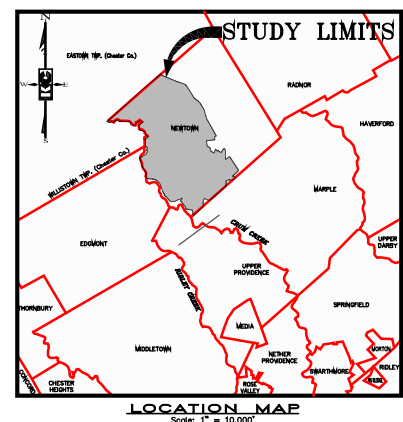 STUDY LIMITS
N
EASTOWN TWP. (Chester Co.)
W
E
S
RADNOR
HAVERFORD
NEWTOWN
WILLISTOWN TWP. (Chester Co.)
MARPLE
CRUM CREEK
UPPER
DARBY
EDGMONT
UPPER
PROVIDENCE
RIDLEY CREEK
THORNBURY
SPRINGFIELD
MEDIA
MIDDLETOWN
NETHER
PROVIDENCE
MORTON
SWARTHMORE
RIDLEY
ROSE
VALLEY
CHESTER
HEIGHTS
CONCORD
LOCATION MAP
Scale: 1" = 10,000'